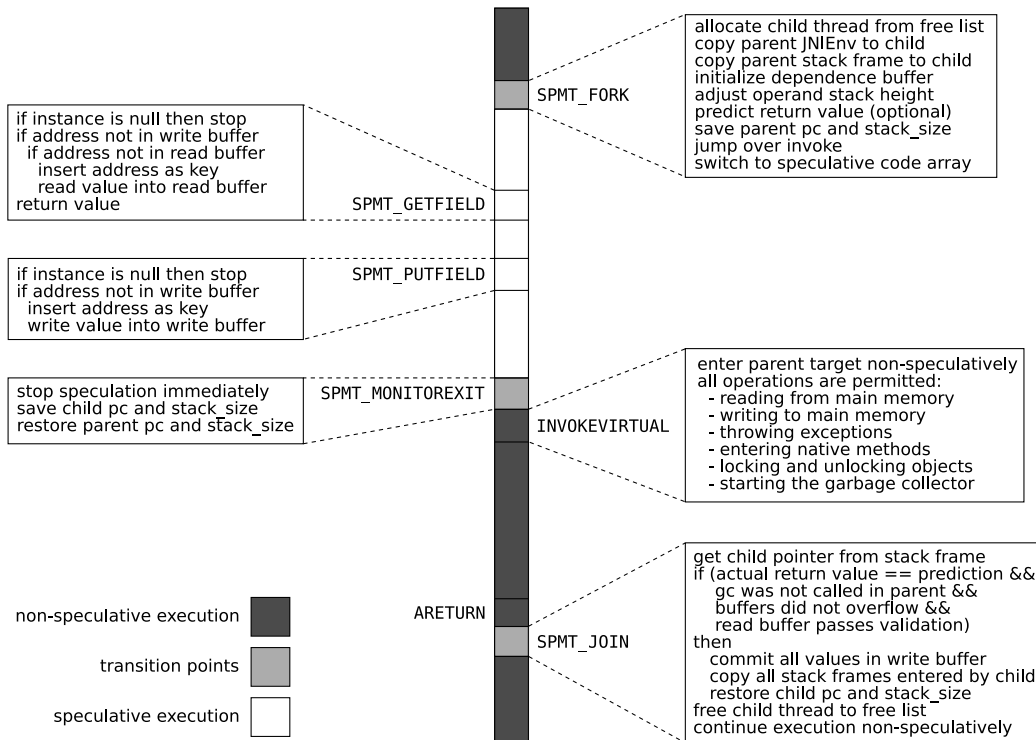 allocate child thread from free list
copy parent JNIEnv to child
copy parent stack frame to child
initialize dependence buffer
adjust operand stack height
predict return value (optional)
save parent pc and stack_size
jump over invoke
switch to speculative code array
SPMT_FORK
if instance is null then stop
if address not in write buffer
if address not in read buffer
insert address as key
read value into read buffer
return value
SPMT_GETFIELD
if instance is null then stop
if address not in write buffer
insert address as key
write value into write buffer
SPMT_PUTFIELD
stop speculation immediately
save child pc and stack_size
restore parent pc and stack_size
SPMT_MONITOREXIT
INVOKEVIRTUAL
enter parent target non-speculatively
all operations are permitted:
- reading from main memory
- writing to main memory
- throwing exceptions
- entering native methods
- locking and unlocking objects
- starting the garbage collector
ARETURN
SPMT_JOIN
get child pointer from stack frame
if (actual return value == prediction &&
gc was not called in parent &&
buffers did not overflow &&
read buffer passes validation)
then
commit all values in write buffer
copy all stack frames entered by child
restore child pc and stack_size
free child thread to free list
continue execution non-speculatively
non-speculative execution
transition points
speculative execution